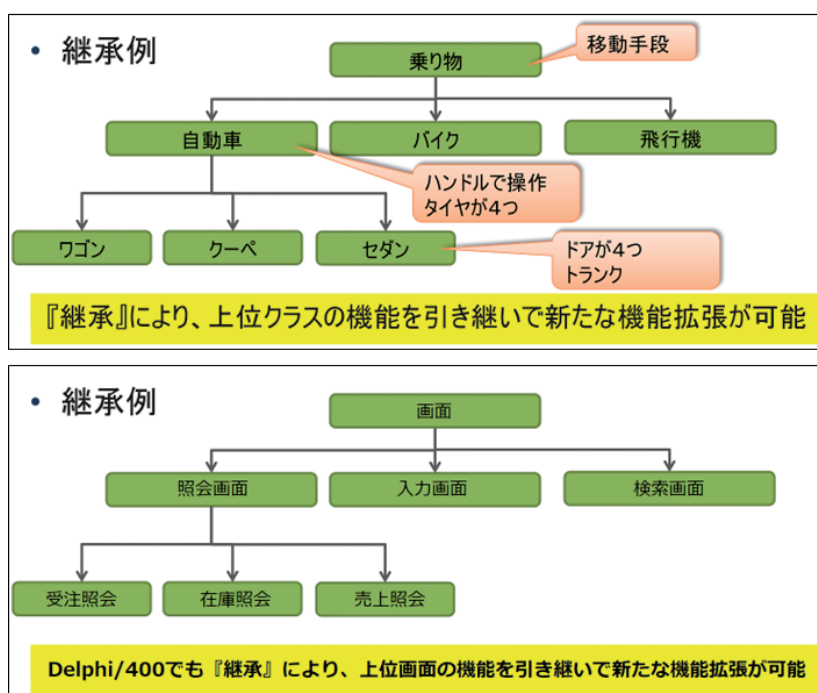 • 継承例
乗り物
移動手段
自動車
バイク
飛行機
ハンドルで操作
タイヤが4つ
ワゴン
クーペ
セダン
ドアが4つ
トランク
『継承』により、上位クラスの機能を引き継いで新たな機能拡張が可能
• 継承例
画面
照会画面
入力画面
検索画面
受注照会
在庫照会
売上照会
Delphi/400でも『継承』により、上位画面の機能を引き継いで新たな機能拡張が可能